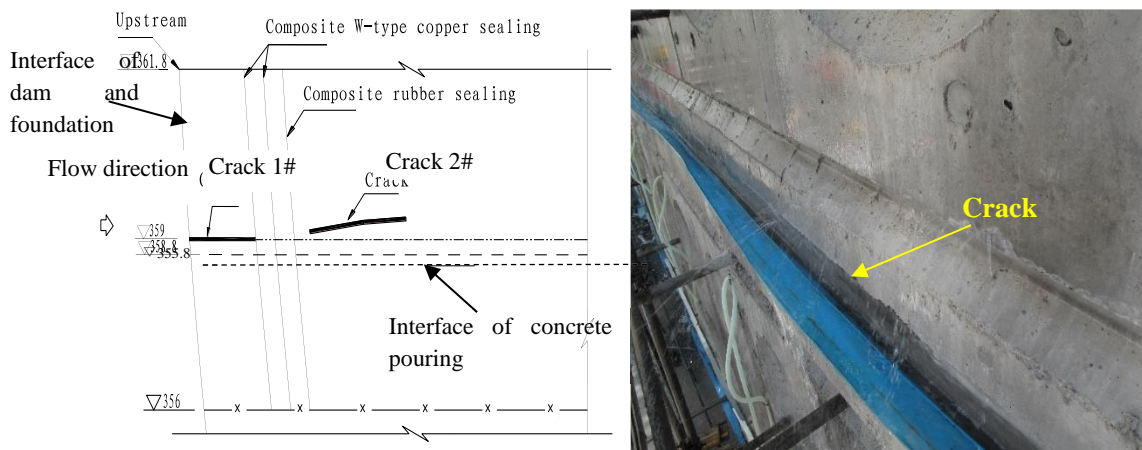 Upstream
Composite W-type copper sealing
Interface of
dam and
foundation
361.8
Composite rubber sealing
Flow direction
Crack 1#
Crack 2#
Crack
359
358.8
355.8
Interface of concrete
pouring
356
x x x x x x
Crack